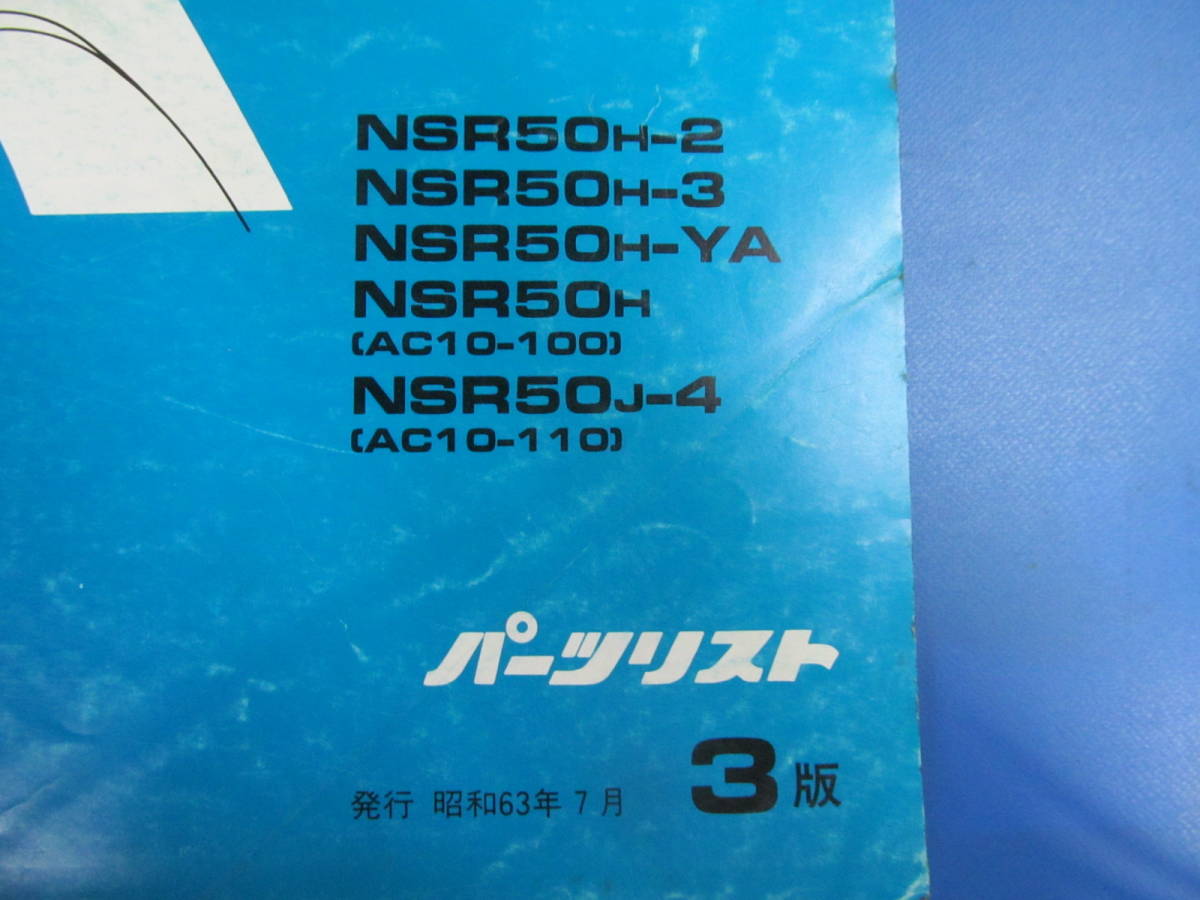 NSR50H-2
NSR50H-3
NSR50H-YA
NSR50H
(AC10-100)
NSR50J-4
(AC10-110)
パーツリスト
発行 昭和63年7月 3版